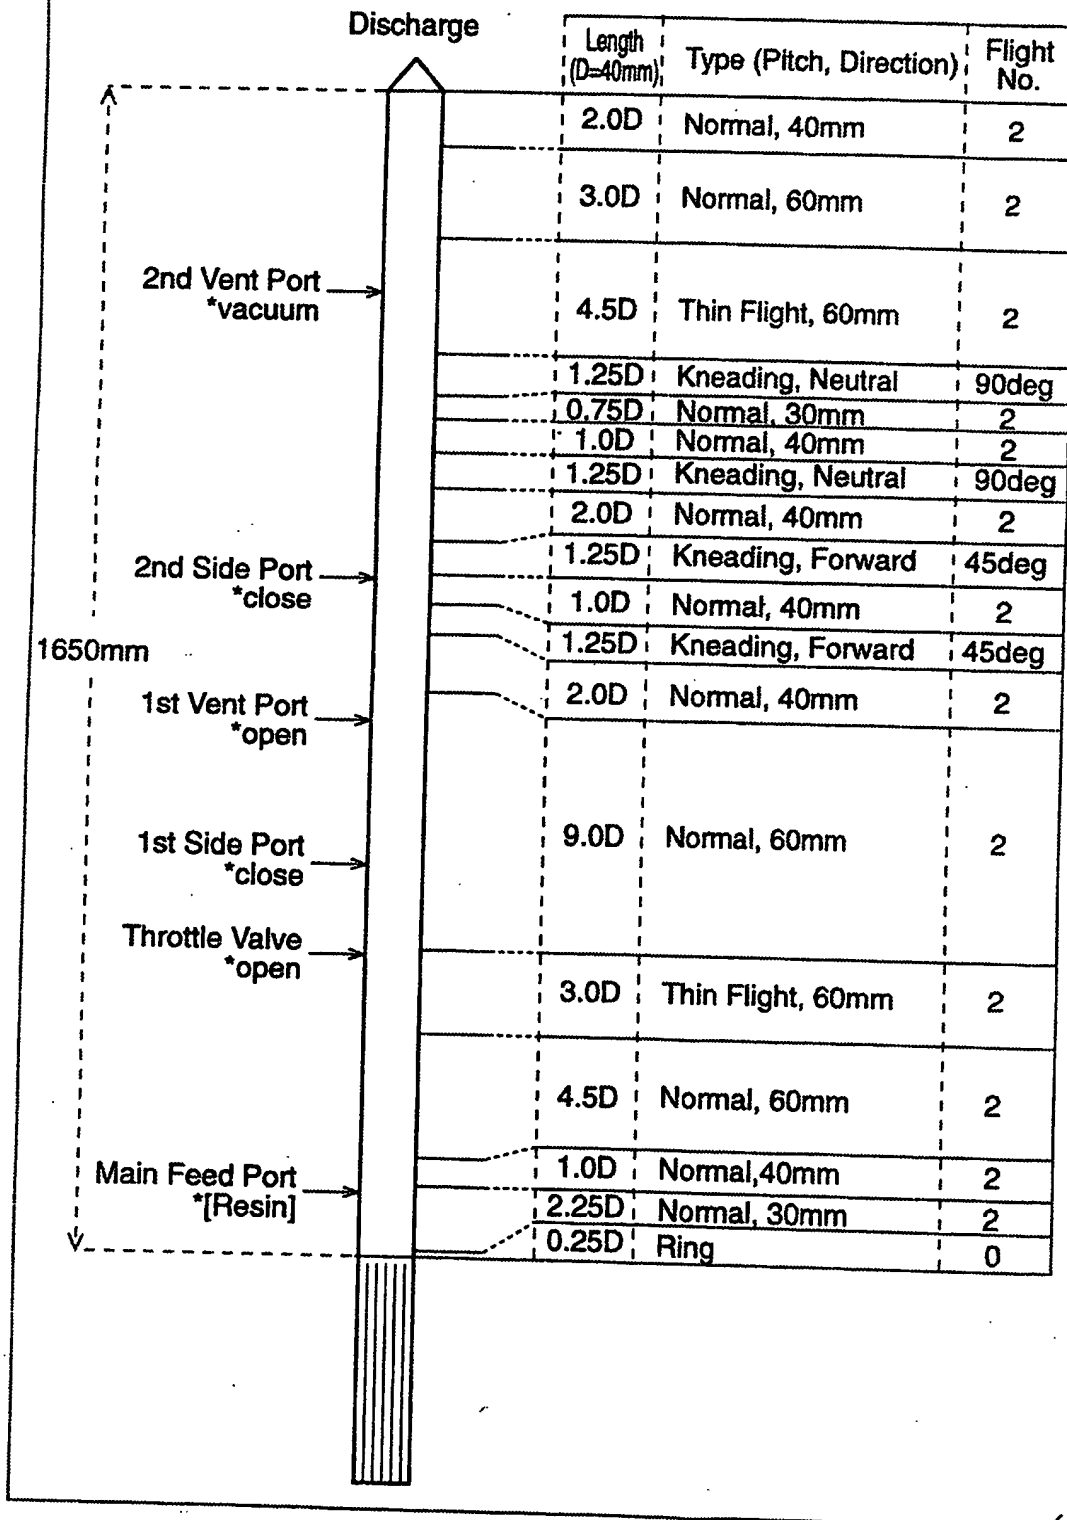 Discharge
Length
(D=40mm)
Type (Pitch, Direction)
Flight
No.
2.0D Normal, 40mm 2
3.0D Normal, 60mm 2
2nd Vent Port
*vacuum
4.5D Thin Flight, 60mm 2
1.25D Kneading, Neutral 90deg
0.75D Normal, 30mm 2
1.0D Normal, 40mm 2
1.25D Kneading, Neutral 90deg
2.0D Normal, 40mm 2
2nd Side Port
*close
1.25D Kneading, Forward 45deg
1.0D Normal, 40mm 2
1650mm
1.25D Kneading, Forward 45deg
1st Vent Port
*open
2.0D Normal, 40mm 2
1st Side Port
*close
9.0D Normal, 60mm 2
Throttle Valve
*open
3.0D Thin Flight, 60mm 2
4.5D Normal, 60mm 2
Main Feed Port
*[Resin]
1.0D Normal,40mm 2
2.25D Normal, 30mm 2
0.25D Ring 0